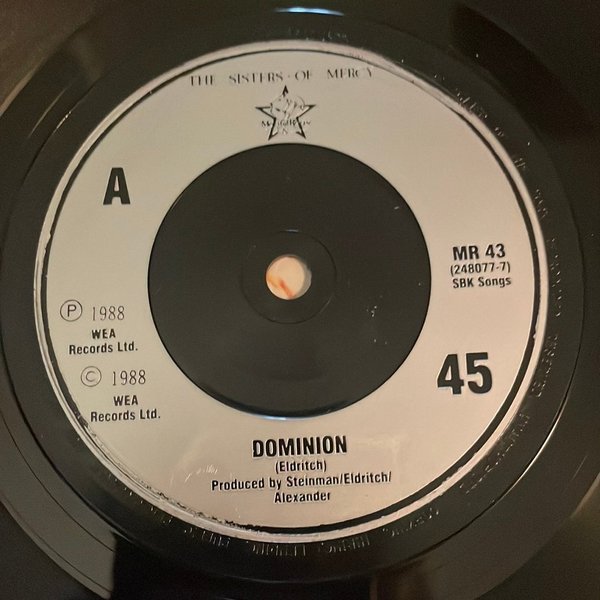 THE SISTERS OF MERCY
A
MR 43
(248077-7)
SBK Songs
Ⓟ 1988
WEA
Records Ltd.
© 1988
WEA
Records Ltd.
45
DOMINION
(Eldritch)
Produced by Steinman/Eldritch/
Alexander